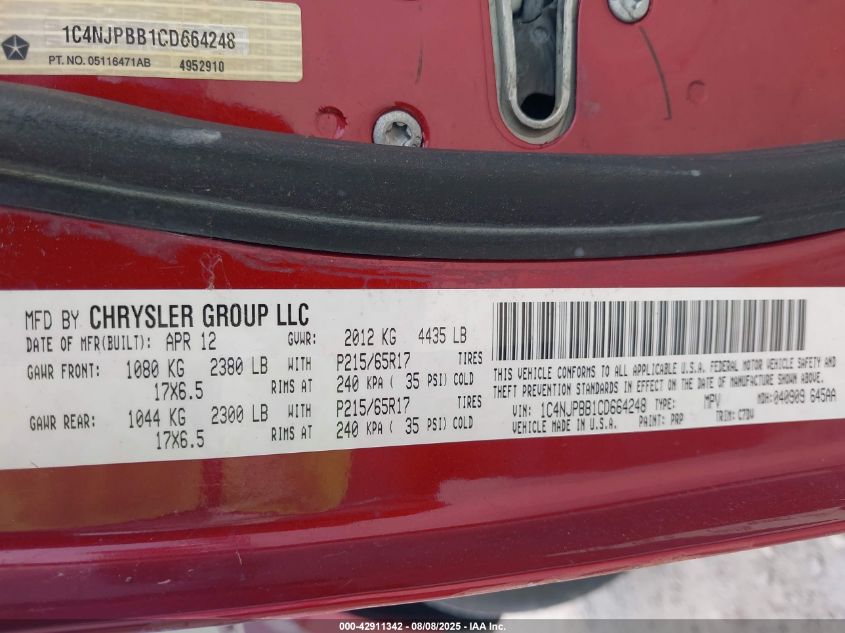 1C4NJPBB1CD664248
PT. NO. 05116471AB 4952910
MFD BY CHRYSLER GROUP LLC
DATE OF MFR(BUILT): APR 12 GVWR: 2012 KG 4435 LB
GAWR FRONT: 1080 KG 2380 LB WITH P215/65R17 TIRES
17X6.5 RIMS AT 240 KPA ( 35 PSI) COLD
GAWR REAR: 1044 KG 2300 LB WITH P215/65R17 TIRES
17X6.5 RIMS AT 240 KPA ( 35 PSI) COLD
THIS VEHICLE CONFORMS TO ALL APPLICABLE U.S.A. FEDERAL MOTOR VEHICLE SAFETY AND
THEFT PREVENTION STANDARDS IN EFFECT ON THE DATE OF MANUFACTURE SHOWN ABOVE.
VIN: 1C4NJPBB1CD664248 TYPE: MPV MDH: 040909 645AA
VEHICLE MADE IN U.S.A. PAINT: PRP TRIM: C7DV
000-42911342 - 08/08/2025 - IAA Inc.